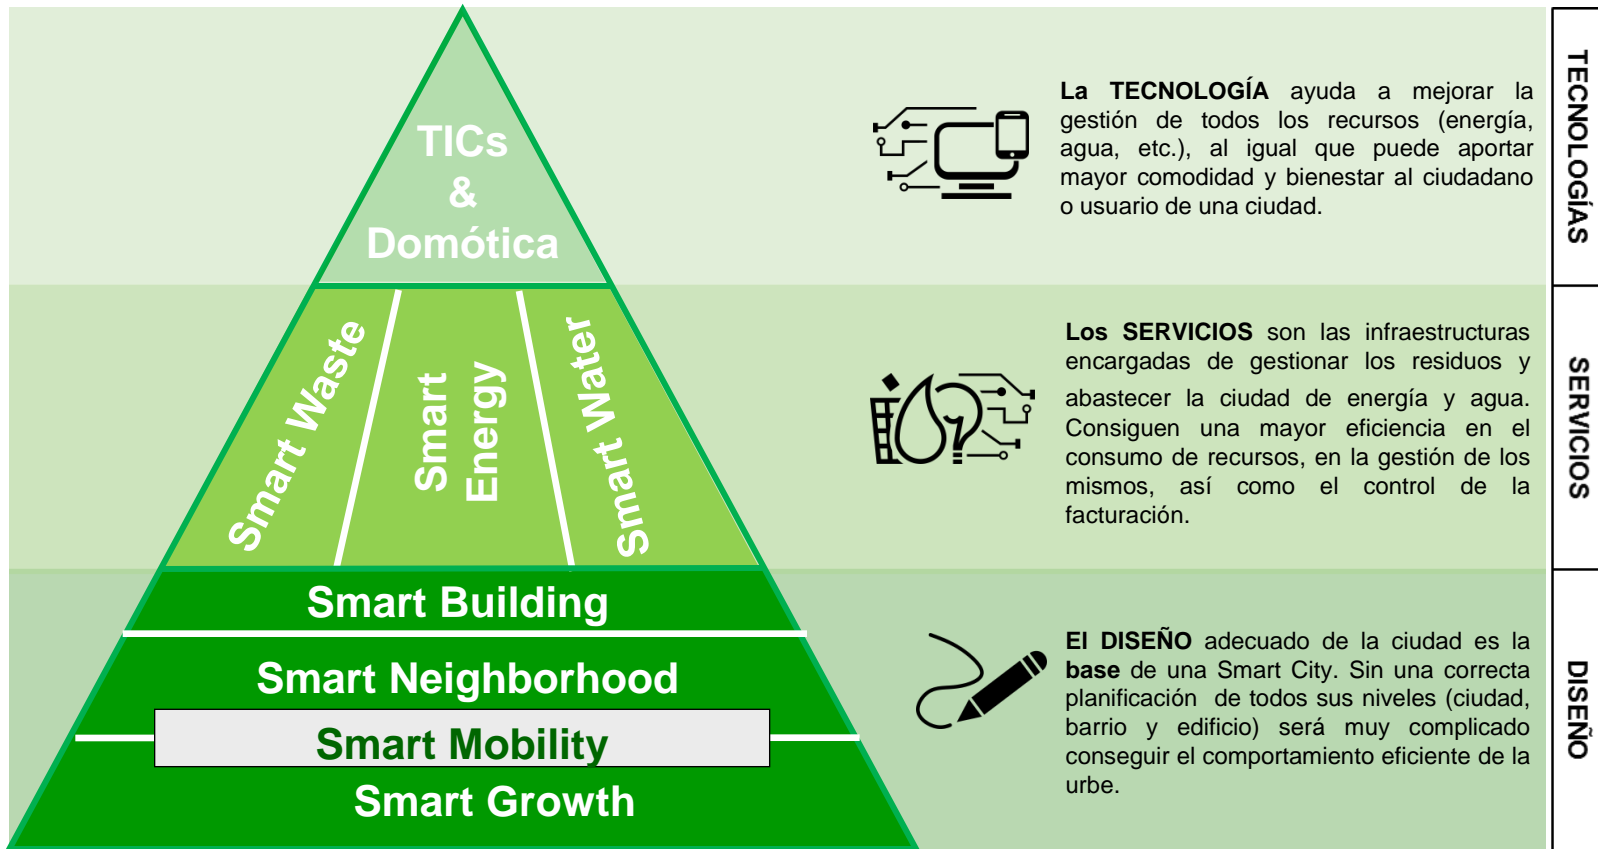 TICs
&
Domótica
La TECNOLOGÍA ayuda a mejorar la
gestión de todos los recursos (energía,
agua, etc.), al igual que puede aportar
mayor comodidad y bienestar al ciudadano
o usuario de una ciudad.
TECNOLOGÍAS
Smart Waste
Smart
Energy
Smart Water
Los SERVICIOS son las infraestructuras
encargadas de gestionar los residuos y
abastecer la ciudad de energía y agua.
Consiguen una mayor eficiencia en el
consumo de recursos, en la gestión de los
mismos, así como el control de la
facturación.
SERVICIOS
Smart Building
Smart Neighborhood
Smart Mobility
Smart Growth
El DISEÑO adecuado de la ciudad es la
base de una Smart City. Sin una correcta
planificación de todos sus niveles (ciudad,
barrio y edificio) será muy complicado
conseguir el comportamiento eficiente de la
urbe.
DISEÑO